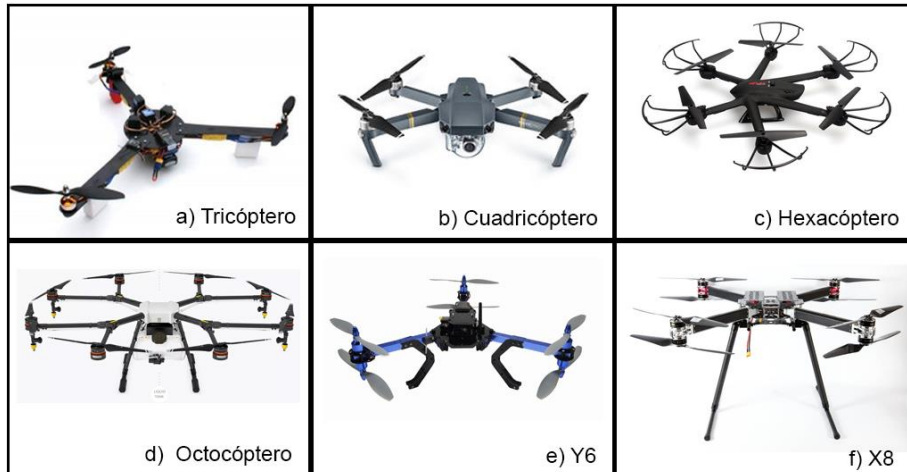 a) Tricóptero
b) Cuadricóptero
c) Hexacóptero
d) Octocóptero
e) Y6
f) X8